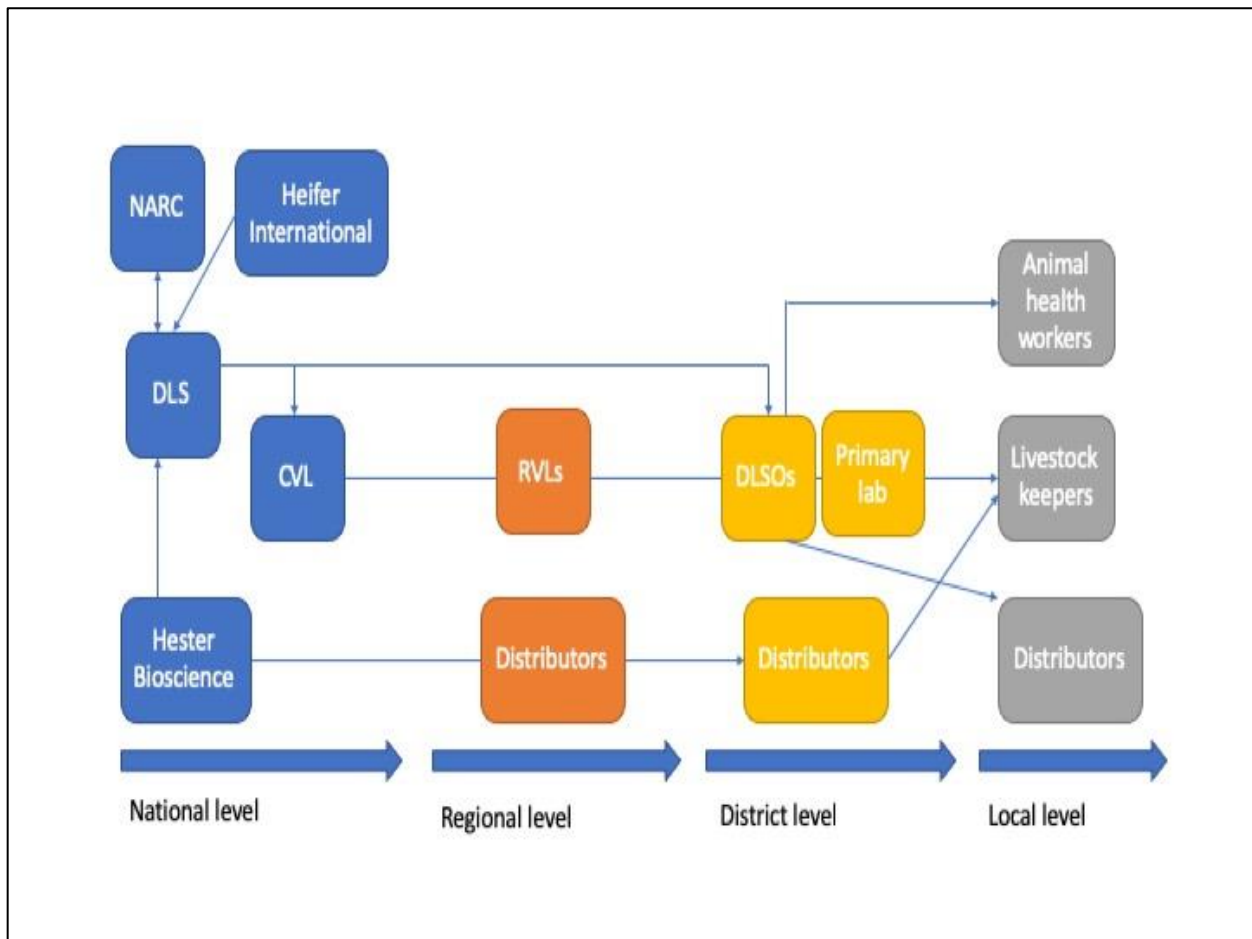 NARC
Heifer
International
Animal
health
workers
DLS
CVL
RVLs
DLSOs
Primary
lab
Livestock
keepers
Hester
Bioscience
Distributors
Distributors
Distributors
National level
Regional level
District level
Local level